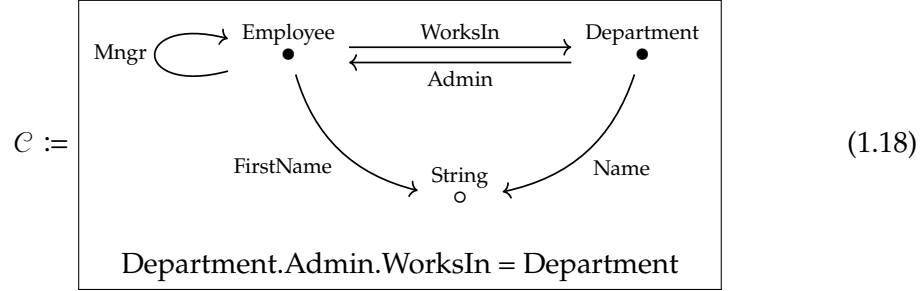 Employee WorksIn Department
Mngr
Admin
𝒞 := (1.18)
FirstName String Name
Department.Admin.WorksIn = Department